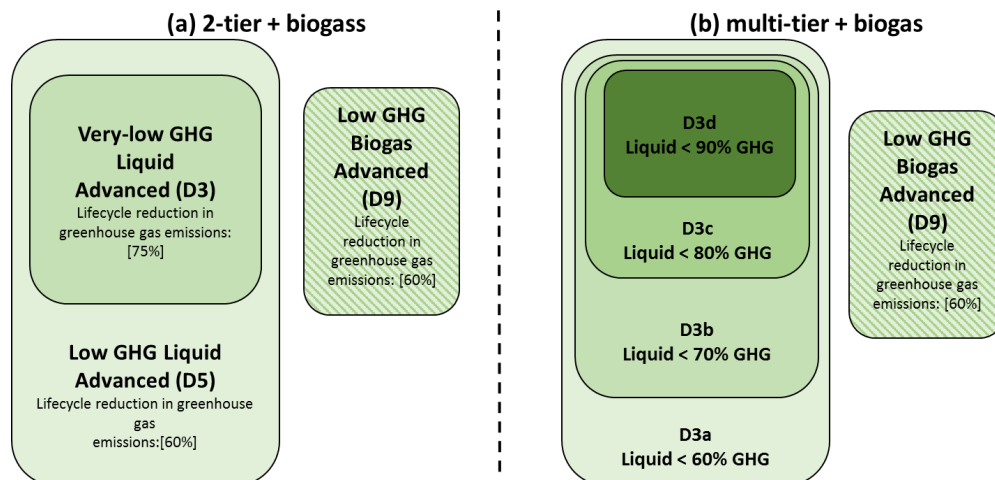 (a) 2-tier + biogass
Very-low GHG
Liquid
Advanced (D3)
Lifecycle reduction in
greenhouse gas emissions:
[75%]
Low GHG Liquid
Advanced (D5)
Lifecycle reduction in greenhouse
gas
emissions:[60%]
Low GHG
Biogas
Advanced
(D9)
Lifecycle
reduction in
greenhouse gas
emissions: [60%]
(b) multi-tier + biogas
D3d
Liquid < 90% GHG
D3c
Liquid < 80% GHG
D3b
Liquid < 70% GHG
D3a
Liquid < 60% GHG
Low GHG
Biogas
Advanced
(D9)
Lifecycle
reduction in
greenhouse gas
emissions: [60%]